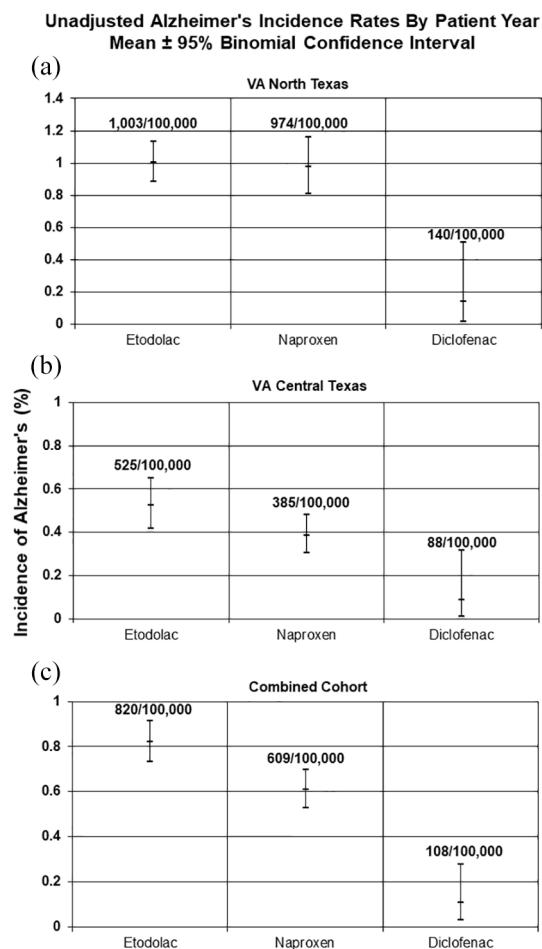 Unadjusted Alzheimer's Incidence Rates By Patient Year
Mean ± 95% Binomial Confidence Interval
(a)
VA North Texas
1.4
1.2
1
0.8
0.6
0.4
0.2
0
1,003/100,000
974/100,000
140/100,000
Etodolac
Naproxen
Diclofenac
(b)
VA Central Texas
Incidence of Alzheimer's (%)
1
0.8
0.6
0.4
0.2
0
525/100,000
385/100,000
88/100,000
Etodolac
Naproxen
Diclofenac
(c)
Combined Cohort
1
0.8
0.6
0.4
0.2
0
820/100,000
609/100,000
108/100,000
Etodolac
Naproxen
Diclofenac